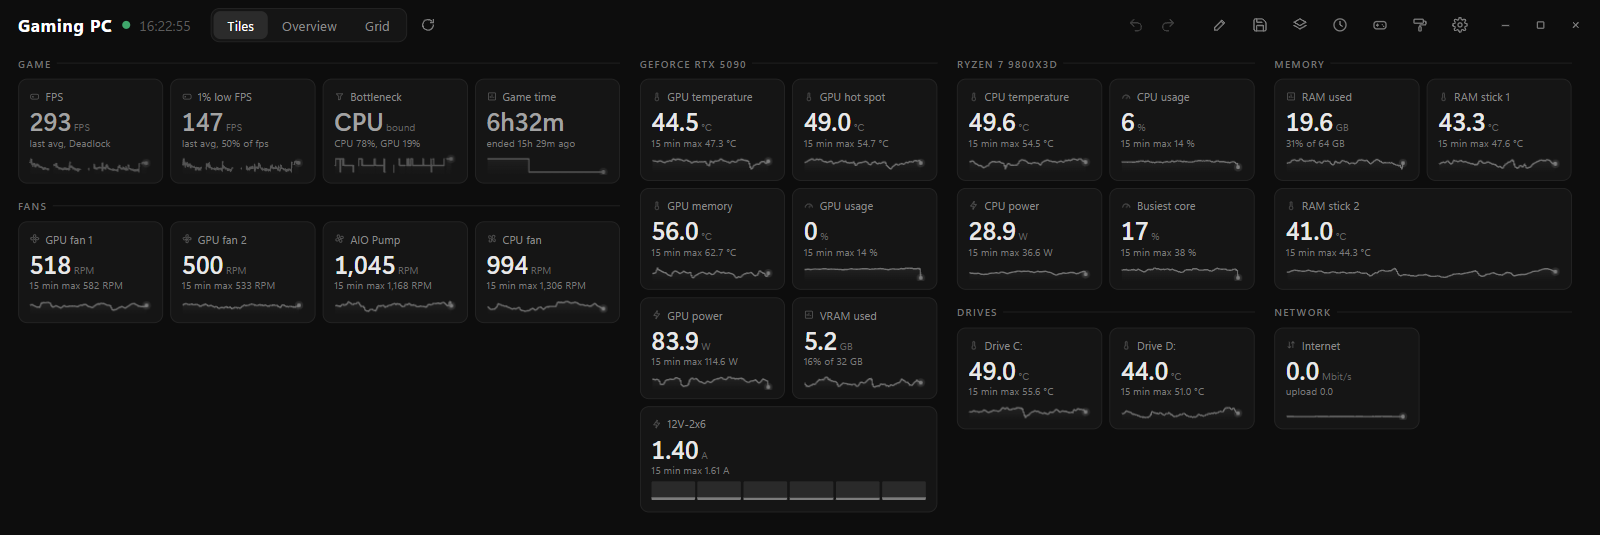 Gaming PC 16:22:55 Tiles Overview Grid
GAME
FPS
293 FPS
last avg, Deadlock
1% low FPS
147 FPS
last avg, 50% of fps
Bottleneck
CPU bound
CPU 78%, GPU 19%
Game time
6h32m
ended 15h 29m ago
FANS
GPU fan 1
518 RPM
15 min max 582 RPM
GPU fan 2
500 RPM
15 min max 533 RPM
AIO Pump
1,045 RPM
15 min max 1,168 RPM
CPU fan
994 RPM
15 min max 1,306 RPM
GEFORCE RTX 5090
GPU temperature
44.5 °C
15 min max 47.3 °C
GPU hot spot
49.0 °C
15 min max 54.7 °C
GPU memory
56.0 °C
15 min max 62.7 °C
GPU usage
0 %
15 min max 14 %
GPU power
83.9 W
15 min max 114.6 W
VRAM used
5.2 GB
16% of 32 GB
12V-2x6
1.40 A
15 min max 1.61 A
RYZEN 7 9800X3D
CPU temperature
49.6 °C
15 min max 54.5 °C
CPU usage
6 %
15 min max 14 %
CPU power
28.9 W
15 min max 36.6 W
Busiest core
17 %
15 min max 38 %
DRIVES
Drive C:
49.0 °C
15 min max 55.6 °C
Drive D:
44.0 °C
15 min max 51.0 °C
MEMORY
RAM used
19.6 GB
31% of 64 GB
RAM stick 1
43.3 °C
15 min max 47.6 °C
RAM stick 2
41.0 °C
15 min max 44.3 °C
NETWORK
Internet
0.0 Mbit/s
upload 0.0